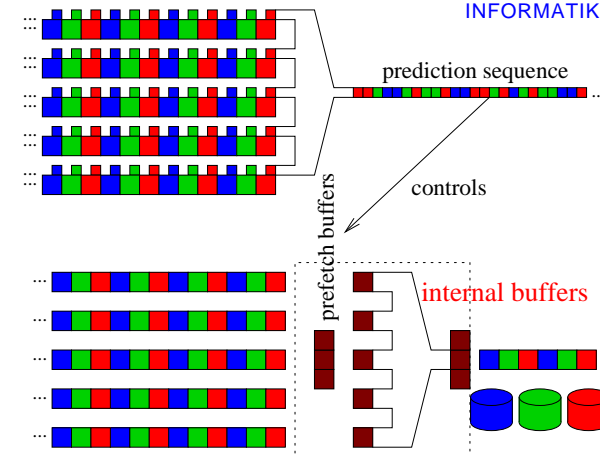 INFORMATIK
prediction sequence
...
controls
prefetch buffers
internal buffers